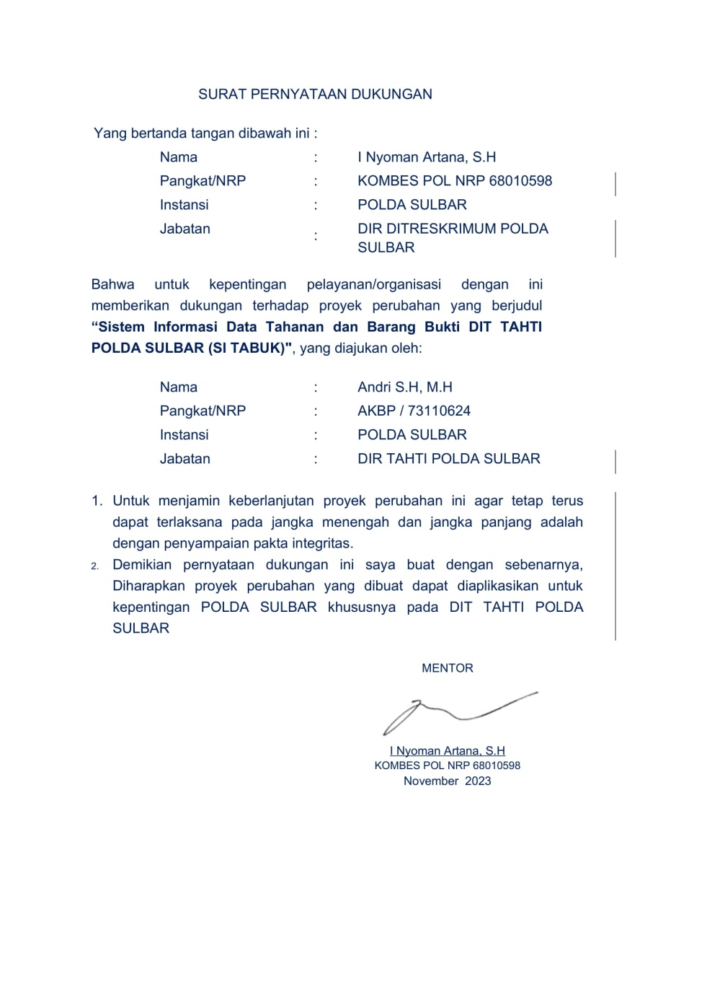 SURAT PERNYATAAN DUKUNGAN
Yang bertanda tangan dibawah ini :
Nama : I Nyoman Artana, S.H
Pangkat/NRP : KOMBES POL NRP 68010598
Instansi : POLDA SULBAR
Jabatan : DIR DITRESKRIMUM POLDA
SULBAR
Bahwa untuk kepentingan pelayanan/organisasi dengan ini
memberikan dukungan terhadap proyek perubahan yang berjudul
“Sistem Informasi Data Tahanan dan Barang Bukti DIT TAHTI
POLDA SULBAR (SI TABUK)", yang diajukan oleh:
Nama : Andri S.H, M.H
Pangkat/NRP : AKBP / 73110624
Instansi : POLDA SULBAR
Jabatan : DIR TAHTI POLDA SULBAR
1. Untuk menjamin keberlanjutan proyek perubahan ini agar tetap terus
dapat terlaksana pada jangka menengah dan jangka panjang adalah
dengan penyampaian pakta integritas.
2. Demikian pernyataan dukungan ini saya buat dengan sebenarnya,
Diharapkan proyek perubahan yang dibuat dapat diaplikasikan untuk
kepentingan POLDA SULBAR khususnya pada DIT TAHTI POLDA
SULBAR
MENTOR
I Nyoman Artana, S.H
KOMBES POL NRP 68010598
November 2023